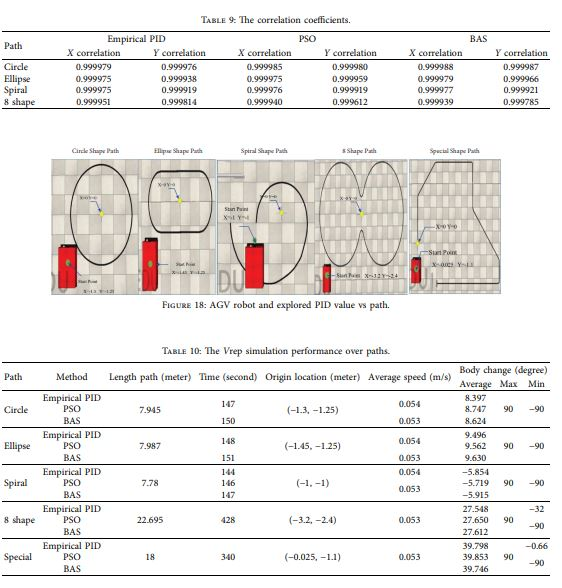 TABLE 9: The correlation coefficients.
Path Empirical PID PSO BAS
X correlation Y correlation X correlation Y correlation X correlation Y correlation
Circle 0.999979 0.999976 0.999985 0.999980 0.999988 0.999987
Ellipse 0.999975 0.999938 0.999975 0.999959 0.999979 0.999966
Spiral 0.999975 0.999919 0.999976 0.999919 0.999977 0.999921
8 shape 0.999951 0.999814 0.999940 0.999612 0.999939 0.999785
Circle Shape Path Ellipse Shape Path Spiral Shape Path 8 Shape Path Special Shape Path
X=0 Y=0 X=0 Y=0 X=0 Y=0 X=0 Y=0 X=0 Y=0
Start Point
X=-1 Y=-1
Start Point
X=-0.025 Y=-1.1
Start Point
X=-1.3 Y=-1.25
Start Point
X=-1.45 Y=-1.25
Start Point X=-3.2 Y=-2.4
FIGURE 18: AGV robot and explored PID value vs path.
TABLE 10: The Vrep simulation performance over paths.
Path Method Length path (meter) Time (second) Origin location (meter) Average speed (m/s) Body change (degree)
Average Max Min
Circle Empirical PID 7.945 147 (−1.3, −1.25) 0.054 8.397 90 −90
PSO 8.747
BAS 150 0.053 8.624
Ellipse Empirical PID 7.987 148 (−1.45, −1.25) 0.054 9.496 90 −90
PSO 9.562
BAS 151 0.053 9.630
Spiral Empirical PID 7.78 144 (−1, −1) 0.054 −5.854 90 −90
PSO 146 0.053 −5.719
BAS 147 −5.915
8 shape Empirical PID 22.695 428 (−3.2, −2.4) 0.053 27.548 90 −32
PSO 27.650 −90
BAS 27.612
Special Empirical PID 18 340 (−0.025, −1.1) 0.053 39.798 90 −0.66
PSO 39.853 −90
BAS 39.746